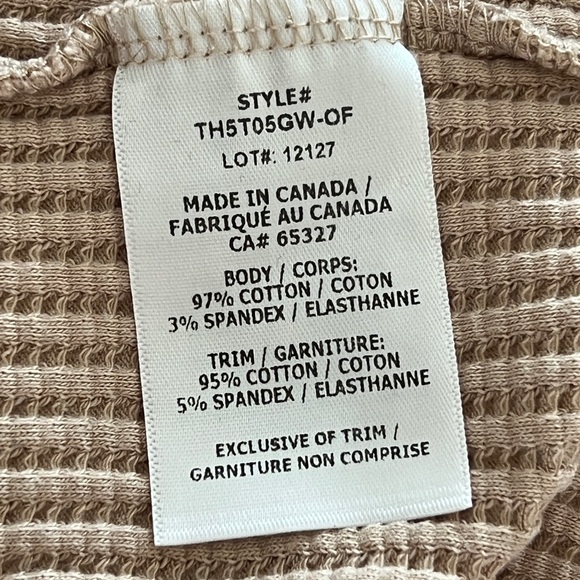 STYLE#
TH5T05GW-OF
LOT#: 12127
MADE IN CANADA /
FABRIQUÉ AU CANADA
CA# 65327
BODY / CORPS:
97% COTTON / COTON
3% SPANDEX / ELASTHANNE
TRIM / GARNITURE:
95% COTTON / COTON
5% SPANDEX / ELASTHANNE
EXCLUSIVE OF TRIM /
GARNITURE NON COMPRISE